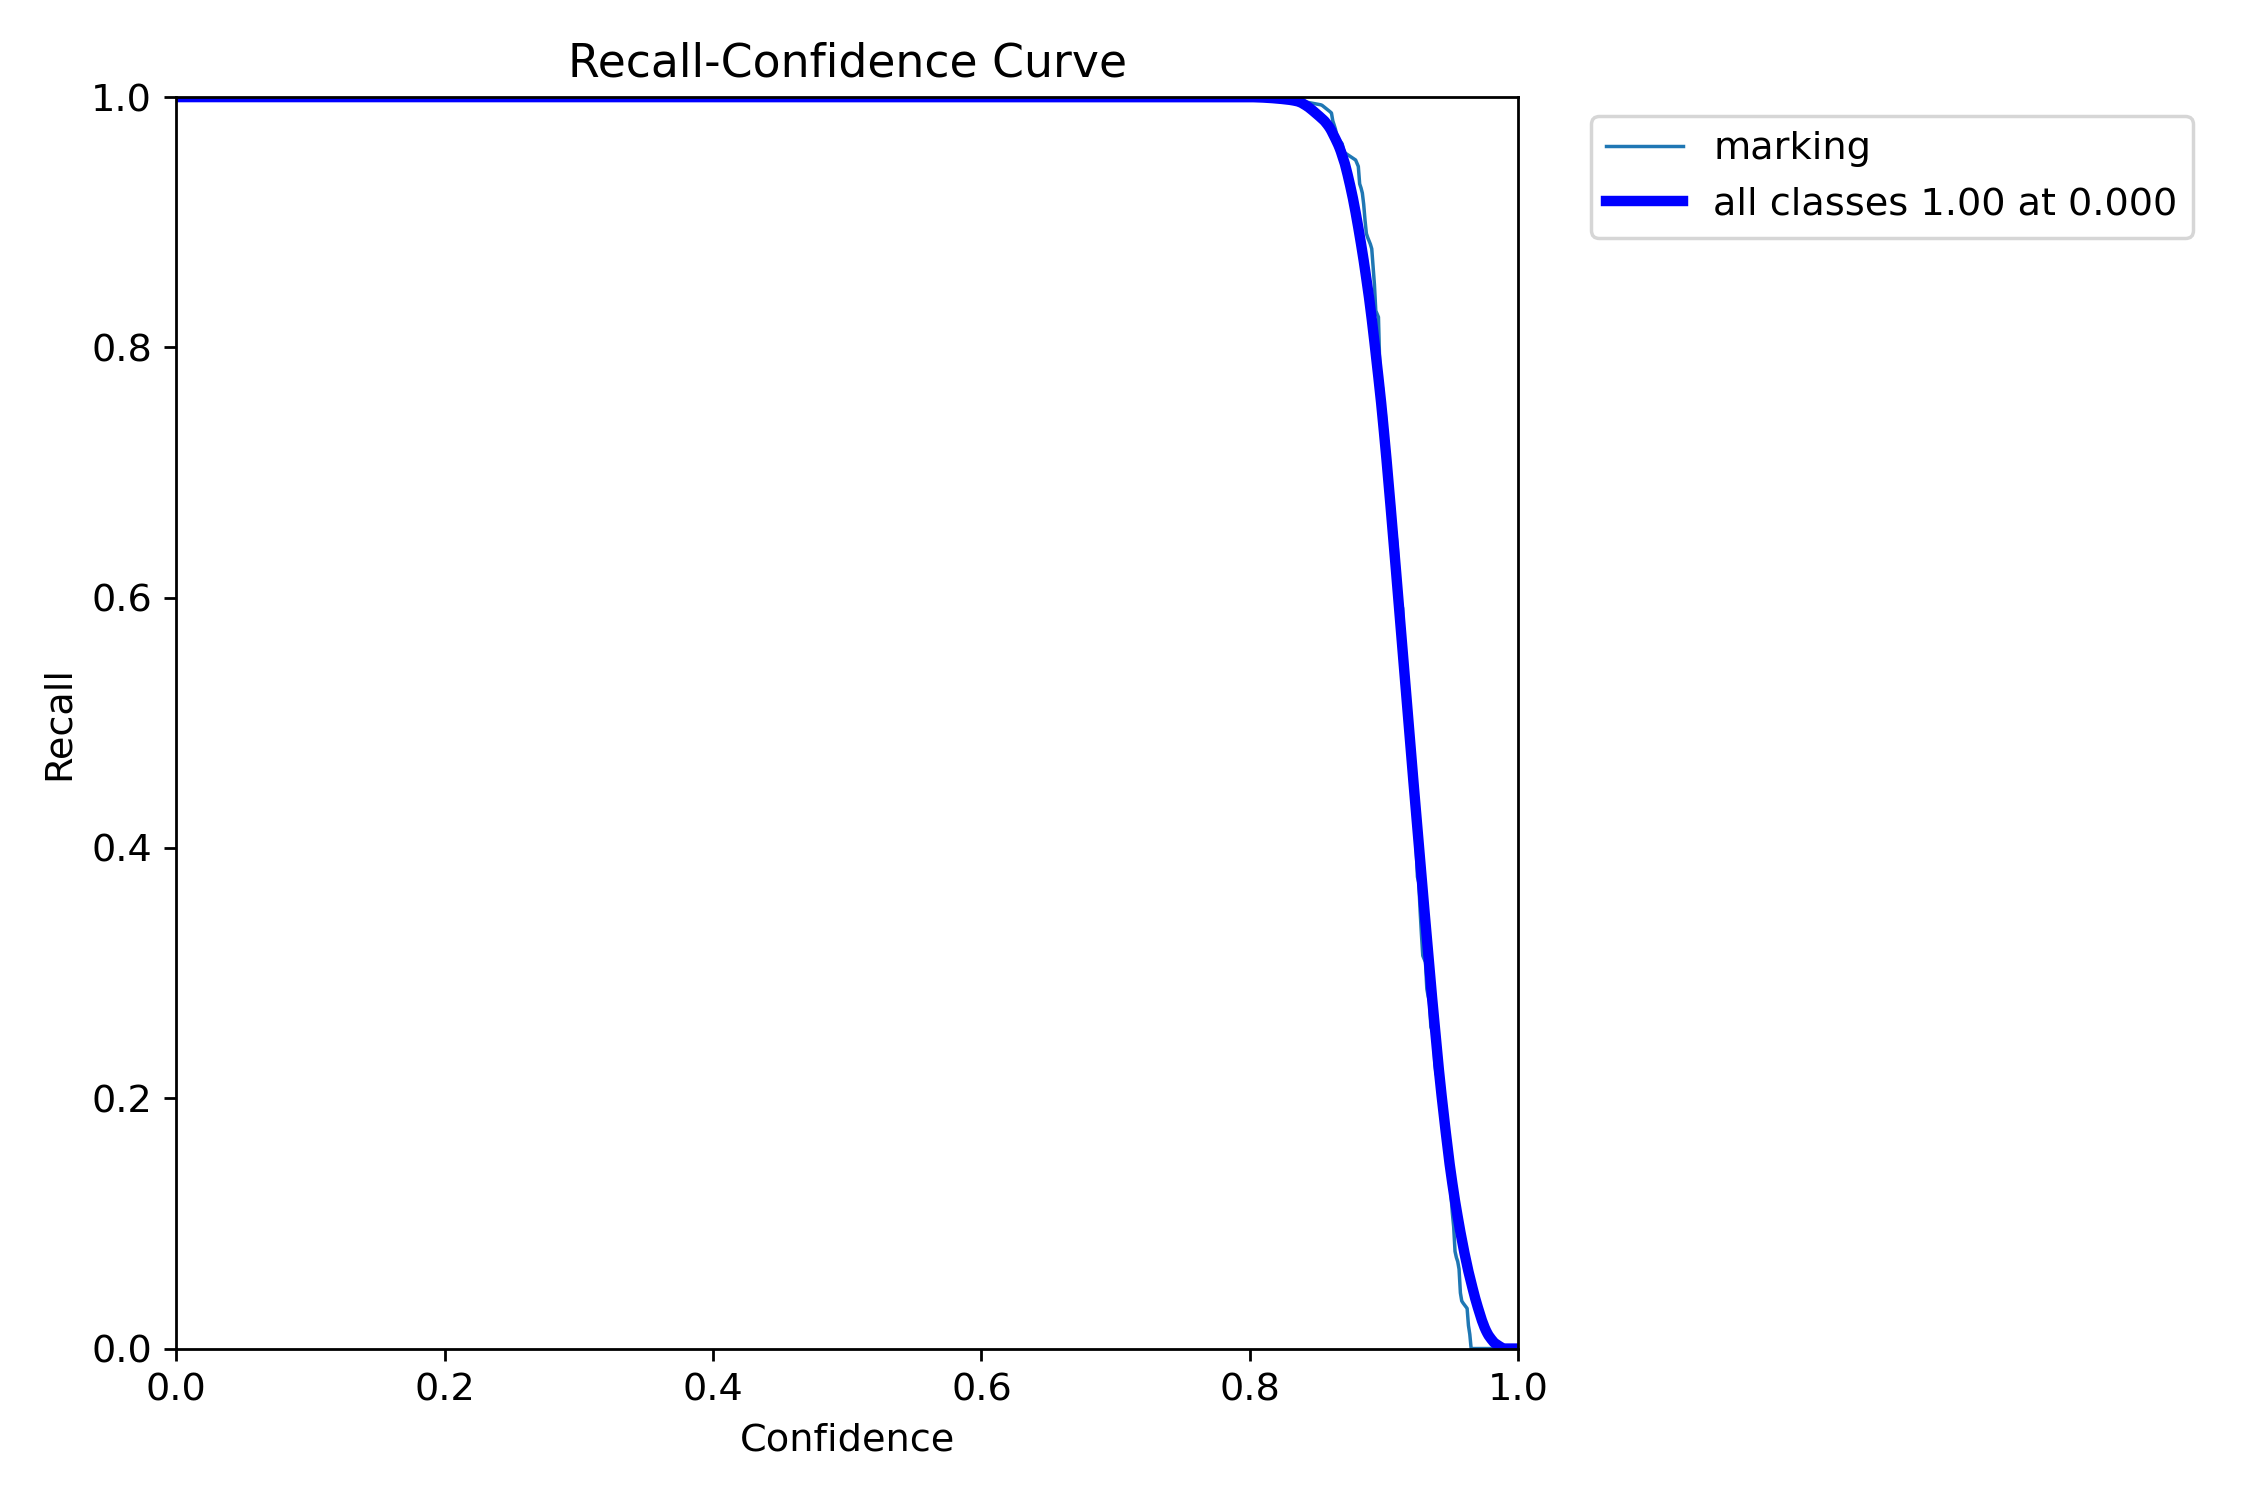 Recall-Confidence Curve
marking
all classes 1.00 at 0.000
1.0
0.8
0.6
0.4
0.2
0.0
Recall
0.0 0.2 0.4 0.6 0.8 1.0
Confidence